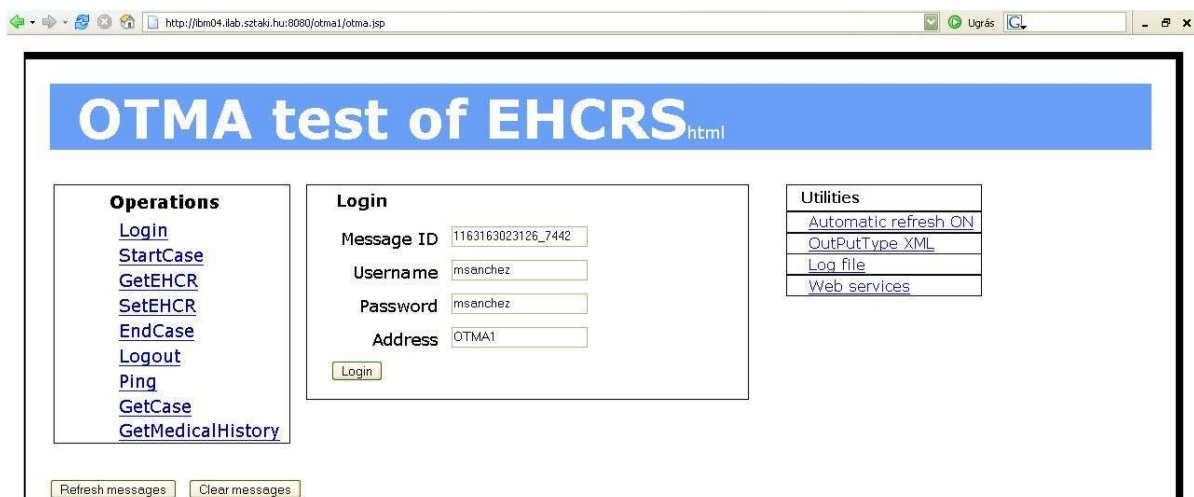 http://ibm04.ilab.sztaki.hu:8080/otma1/otma.jsp
Ugrás
OTMA test of EHCRS html
Operations
Login
StartCase
GetEHCR
SetEHCR
EndCase
Logout
Ping
GetCase
GetMedicalHistory
Login
Message ID 1163163023126_7442
Username msanchez
Password msanchez
Address OTMA1
Login
Utilities
Automatic refresh ON
OutPutType XML
Log file
Web services
Refresh messages Clear messages